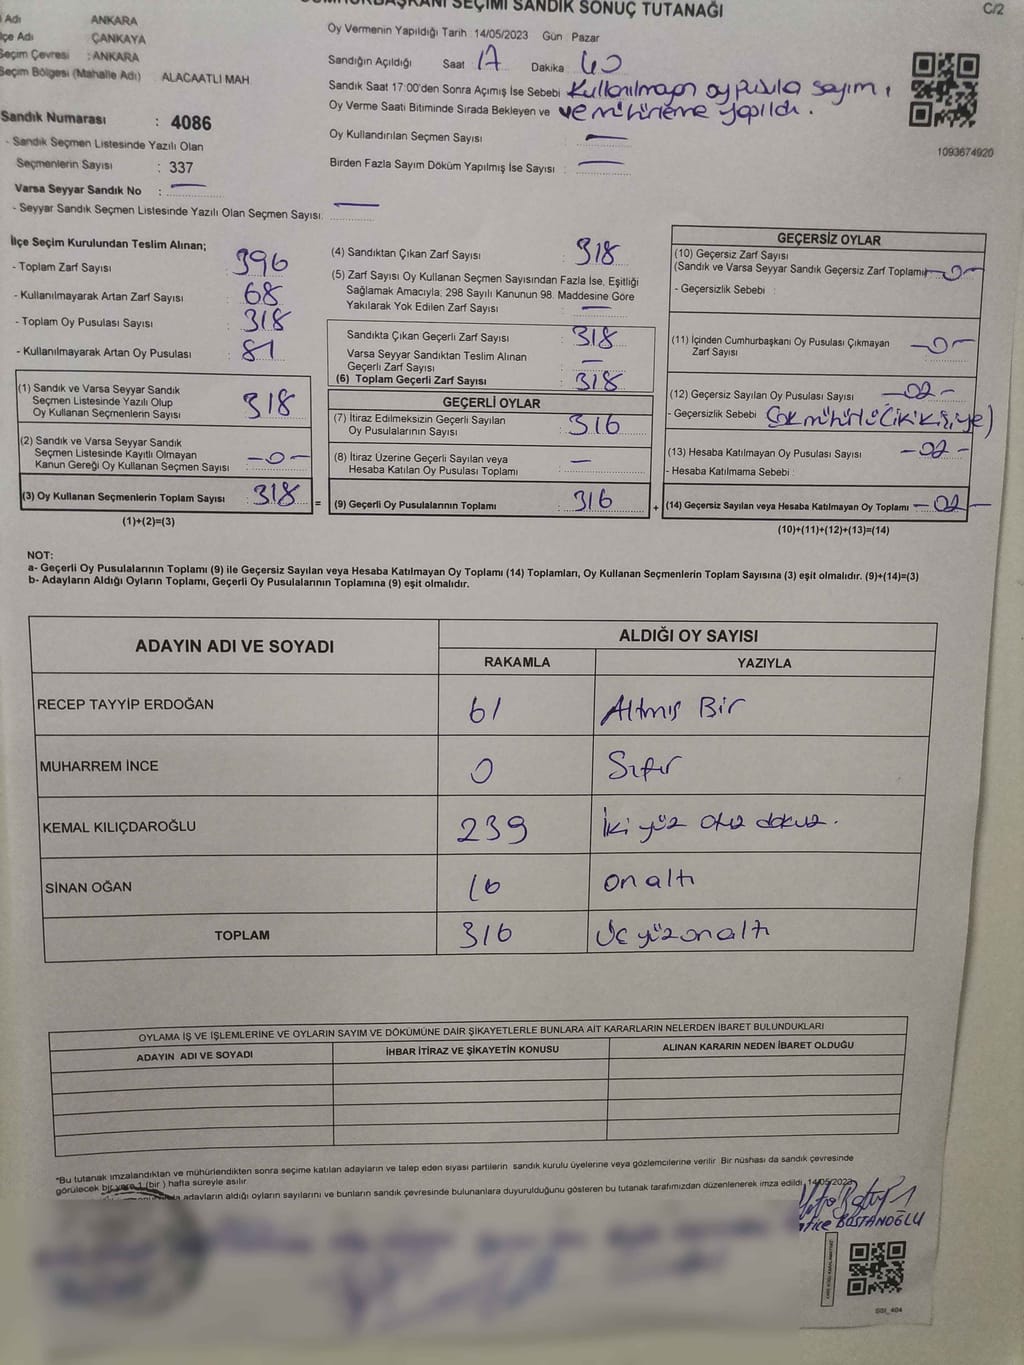 CUMHURBAŞKANI SEÇİMİ SANDIK SONUÇ TUTANAĞI
C/2
Adı ANKARA
lçe Adı ÇANKAYA
Seçim Çevresi : ANKARA
Seçim Bölgesi (Mahalle Adı) ALACAATLI MAH.
Sandık Numarası : 4086
- Sandık Seçmen Listesinde Yazılı Olan
Seçmenlerin Sayısı : 337
Varsa Seyyar Sandık No : —
- Seyyar Sandık Seçmen Listesinde Yazılı Olan Seçmen Sayısı: —
Oy Vermenin Yapıldığı Tarih 14/05/2023 Gün Pazar
Sandığın Açıldığı Saat 17 Dakika 40
Sandık Saat 17:00'den Sonra Açımış İse Sebebi Kullanılmayan oy pusula sayım,
Oy Verme Saati Bitiminde Sırada Bekleyen ve ve mühürleme yapıldı.
Oy Kullandırılan Seçmen Sayısı : —
Birden Fazla Sayım Döküm Yapılmış İse Sayısı : —
1093674920
İlçe Seçim Kurulundan Teslim Alınan;
- Toplam Zarf Sayısı : 396
- Kullanılmayarak Artan Zarf Sayısı : 68
- Toplam Oy Pusulası Sayısı : 318
- Kullanılmayarak Artan Oy Pusulası : 81
(1) Sandık ve Varsa Seyyar Sandık
Seçmen Listesinde Yazılı Olup
Oy Kullanan Seçmenlerin Sayısı : 318
(2) Sandık ve Varsa Seyyar Sandık
Seçmen Listesinde Kayıtlı Olmayan
Kanun Gereği Oy Kullanan Seçmen Sayısı : -0-
(3) Oy Kullanan Seçmenlerin Toplam Sayısı : 318
(1)+(2)=(3)
(4) Sandıktan Çıkan Zarf Sayısı : 318
(5) Zarf Sayısı Oy Kullanan Seçmen Sayısından Fazla İse, Eşitliği
Sağlamak Amacıyla; 298 Sayılı Kanunun 98. Maddesine Göre
Yakılarak Yok Edilen Zarf Sayısı : —
Sandıkta Çıkan Geçerli Zarf Sayısı : 318
Varsa Seyyar Sandıktan Teslim Alınan
Geçerli Zarf Sayısı : —
(6) Toplam Geçerli Zarf Sayısı : 318
GEÇERLİ OYLAR
(7) İtiraz Edilmeksizin Geçerli Sayılan
Oy Pusulalarının Sayısı : 316
(8) İtiraz Üzerine Geçerli Sayılan veya
Hesaba Katılan Oy Pusulası Toplamı : —
= (9) Geçerli Oy Pusulalarının Toplamı : 316
GEÇERSİZ OYLAR
(10) Geçersiz Zarf Sayısı
(Sandık ve Varsa Seyyar Sandık Geçersiz Zarf Toplamı) -0-
- Geçersizlik Sebebi :
(11) İçinden Cumhurbaşkanı Oy Pusulası Çıkmayan
Zarf Sayısı -0-
(12) Geçersiz Sayılan Oy Pusulası Sayısı -02-
- Geçersizlik Sebebi : Çok mühürlü (iki kişiye)
(13) Hesaba Katılmayan Oy Pusulası Sayısı -02-
- Hesaba Katılmama Sebebi :
+ (14) Geçersiz Sayılan veya Hesaba Katılmayan Oy Toplamı -02-
(10)+(11)+(12)+(13)=(14)
NOT:
a- Geçerli Oy Pusulalarının Toplamı (9) ile Geçersiz Sayılan veya Hesaba Katılmayan Oy Toplamı (14) Toplamları, Oy Kullanan Seçmenlerin Toplam Sayısına (3) eşit olmalıdır. (9)+(14)=(3)
b- Adayların Aldığı Oyların Toplamı, Geçerli Oy Pusulalarının Toplamına (9) eşit olmalıdır.
ADAYIN ADI VE SOYADI ALDIĞI OY SAYISI
RAKAMLA YAZIYLA
RECEP TAYYİP ERDOĞAN 61 Altmış Bir
MUHARREM İNCE 0 Sıfır
KEMAL KILIÇDAROĞLU 239 İki yüz otuz dokuz.
SİNAN OĞAN 16 on altı
TOPLAM 316 Üç yüz on altı
OYLAMA İŞ VE İŞLEMLERİNE VE OYLARIN SAYIM VE DÖKÜMÜNE DAİR ŞİKAYETLERLE BUNLARA AİT KARARLARIN NELERDEN İBARET BULUNDUKLARI
ADAYIN ADI VE SOYADI İHBAR İTİRAZ VE ŞİKAYETİN KONUSU ALINAN KARARIN NEDEN İBARET OLDUĞU
*Bu tutanak imzalandıktan ve mühürlendikten sonra seçime katılan adayların ve talep eden siyasi partilerin sandık kurulu üyelerine veya gözlemcilerine verilir. Bir nüshası da sandık çevresinde
görülecek bir yere 1 (bir ) hafta süreyle asılır.
adayların aldığı oyların sayılarını ve bunların sandık çevresinde bulunanlara duyurulduğunu gösteren bu tutanak tarafımızdan düzenlenerek imza edildi. 14/05/2023
BOSTANOĞLU